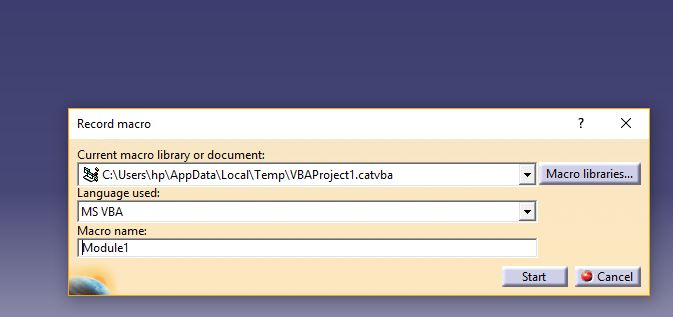 Record macro ?
Current macro library or document:
C:\Users\hp\AppData\Local\Temp\VBAProject1.catvba Macro libraries...
Language used:
MS VBA
Macro name:
Module1
Start Cancel